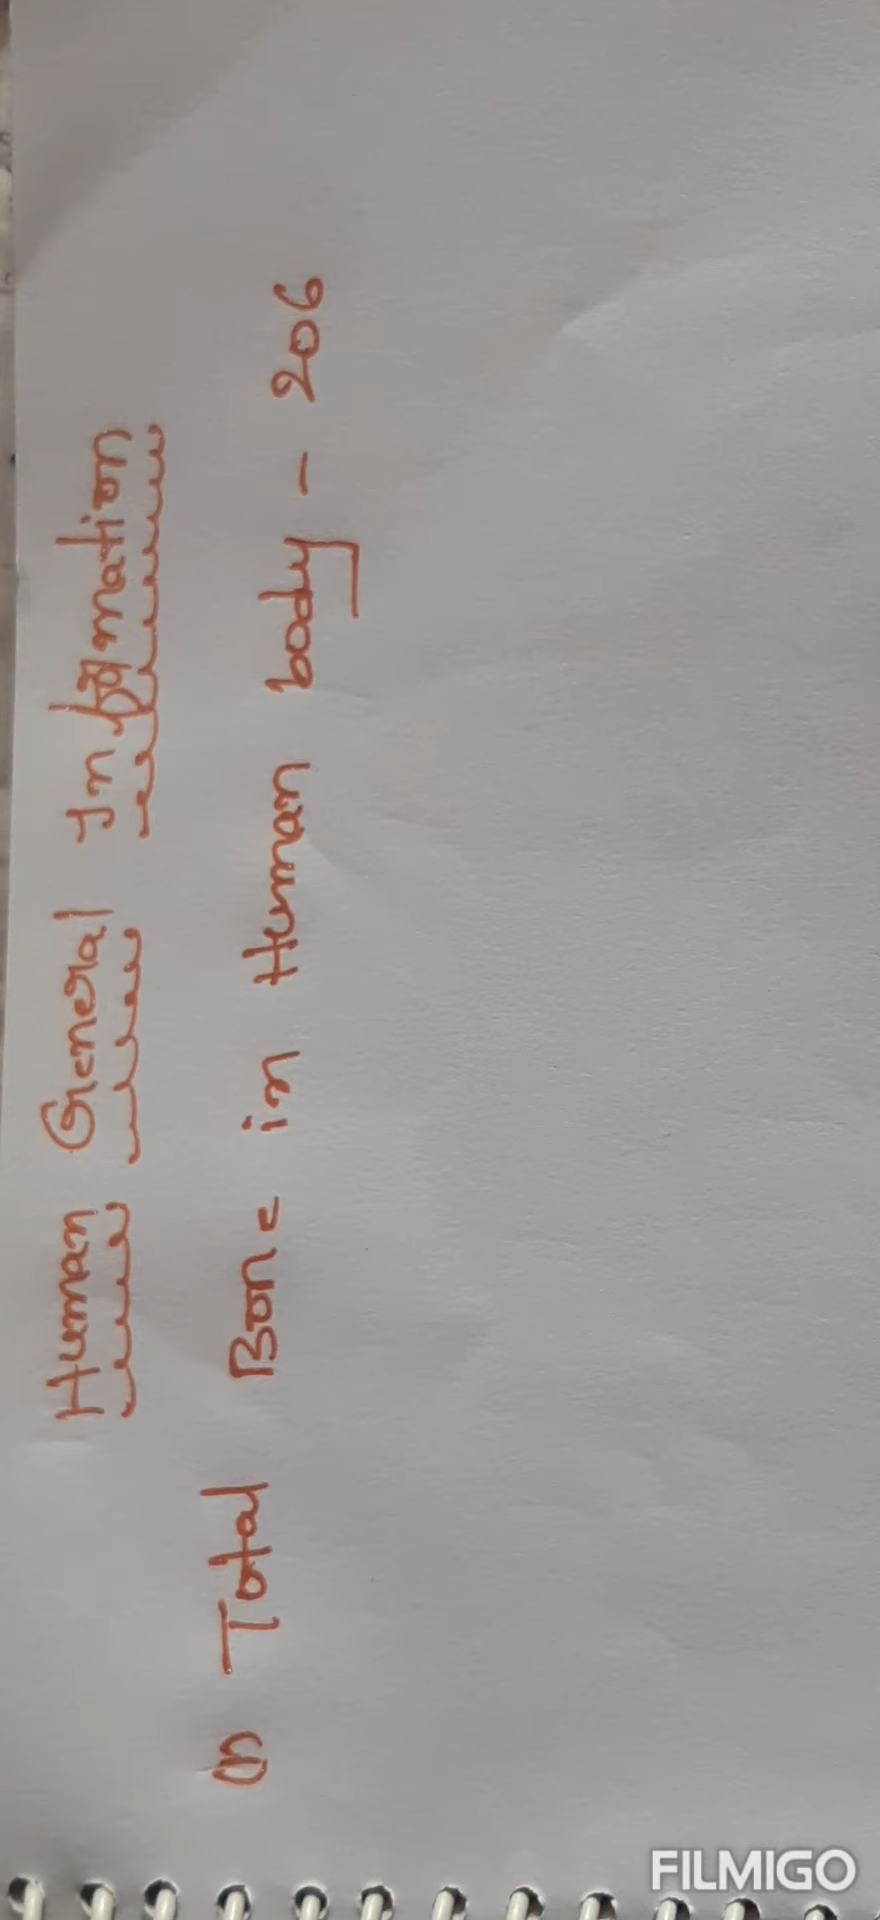 Human General Information
(1) Total Bone in Human body - 206
FILMIGO